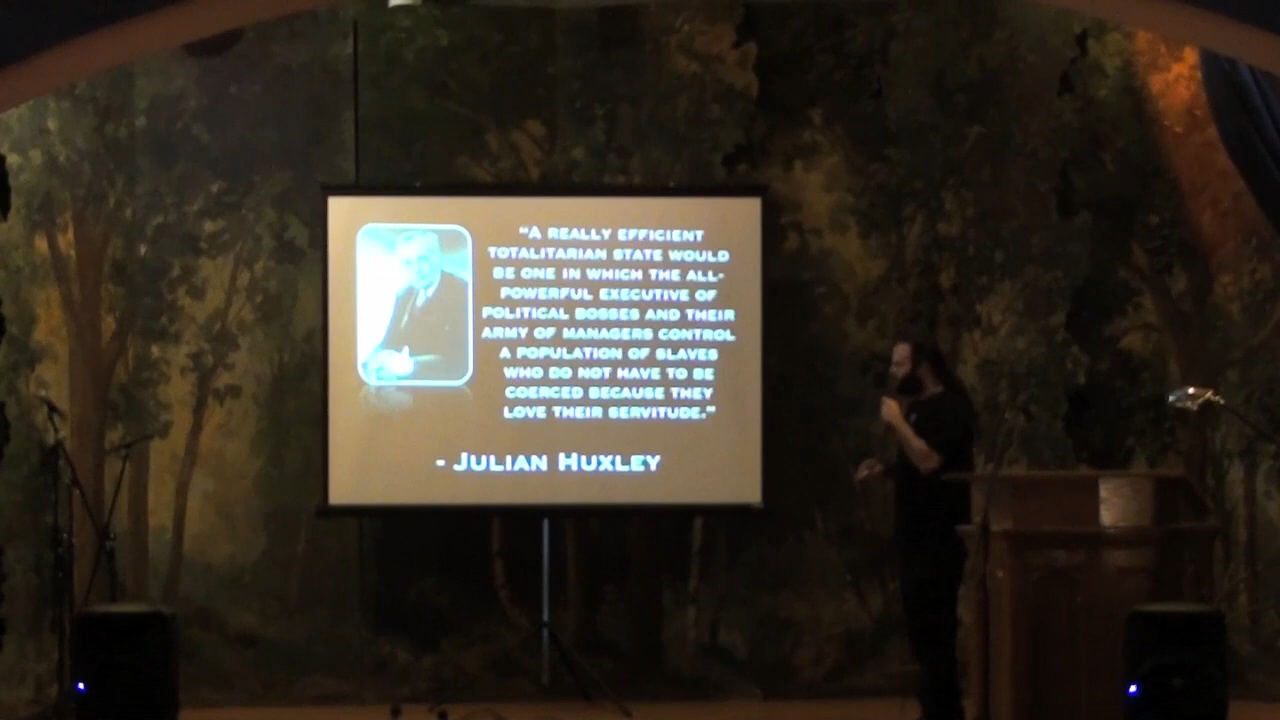 "A REALLY EFFICIENT
TOTALITARIAN STATE WOULD
BE ONE IN WHICH THE ALL-
POWERFUL EXECUTIVE OF
POLITICAL BOSSES AND THEIR
ARMY OF MANAGERS CONTROL
A POPULATION OF SLAVES
WHO DO NOT HAVE TO BE
COERCED BECAUSE THEY
LOVE THEIR SERVITUDE."
- JULIAN HUXLEY